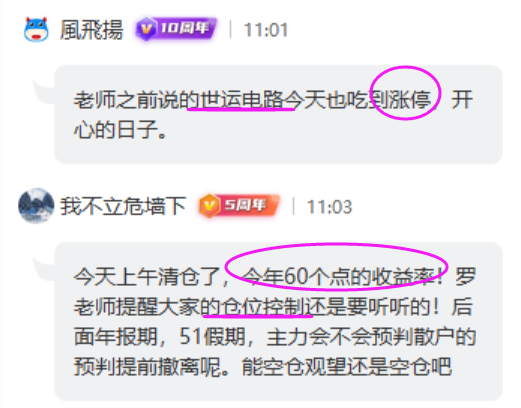 風飛揚 V 10周年 | 11:01
老师之前说的世运电路今天也吃到涨停，开
心的日子。
我不立危墙下 V 5周年 | 11:03
今天上午清仓了，今年60个点的收益率！罗
老师提醒大家的仓位控制还是要听听的！后
面年报期，51假期，主力会不会预判散户的
预判提前撤离呢。能空仓观望还是空仓吧